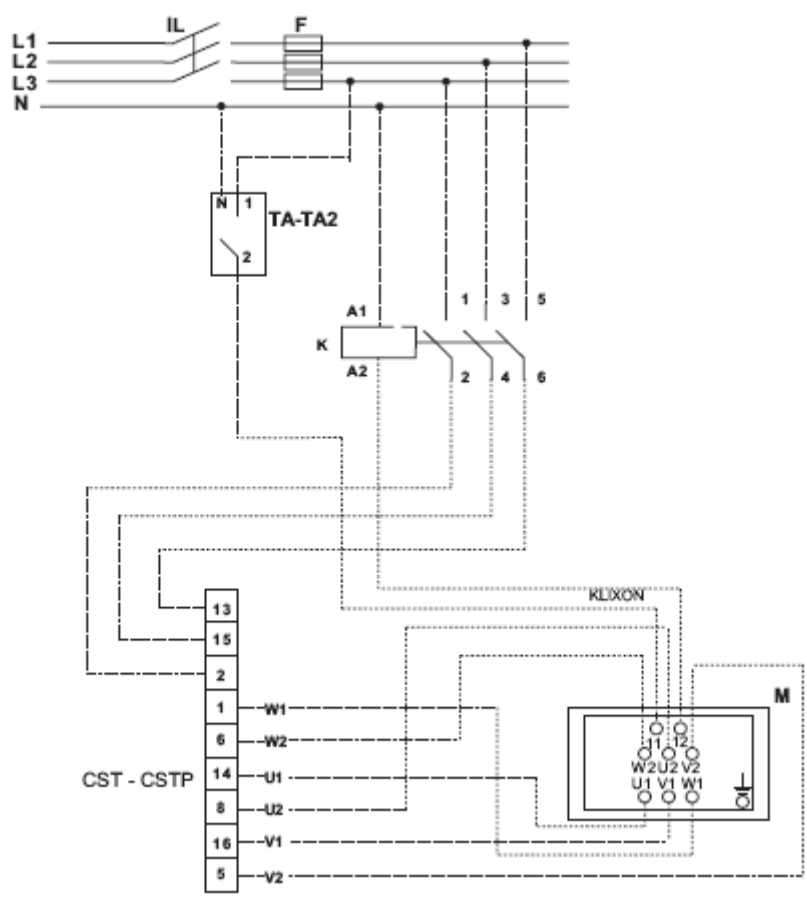 IL F
L1
L2
L3
N
N 1
TA-TA2
2
1 3 5
A1
K
A2
2 4 6
KLIXON
13
15
2
1 W1
6 W2
14 U1
8 U2
16 V1
5 V2
CST - CSTP
M
11 12
W2 U2 V2
U1 V1 W1